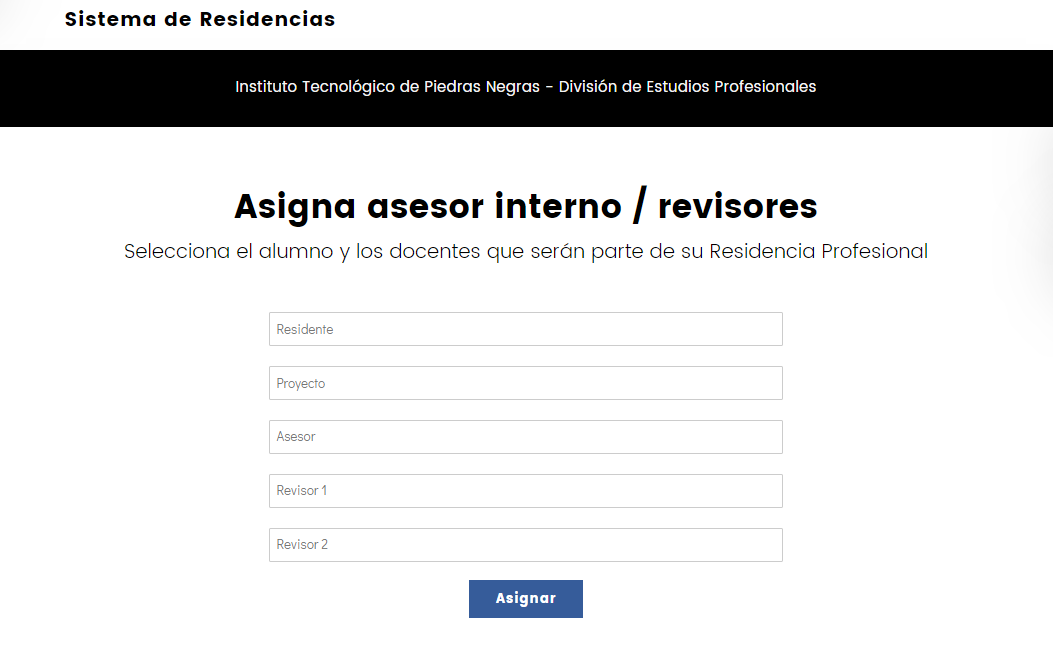 Sistema de Residencias
Instituto Tecnológico de Piedras Negras - División de Estudios Profesionales
Asigna asesor interno / revisores
Selecciona el alumno y los docentes que serán parte de su Residencia Profesional
Residente
Proyecto
Asesor
Revisor 1
Revisor 2
Asignar